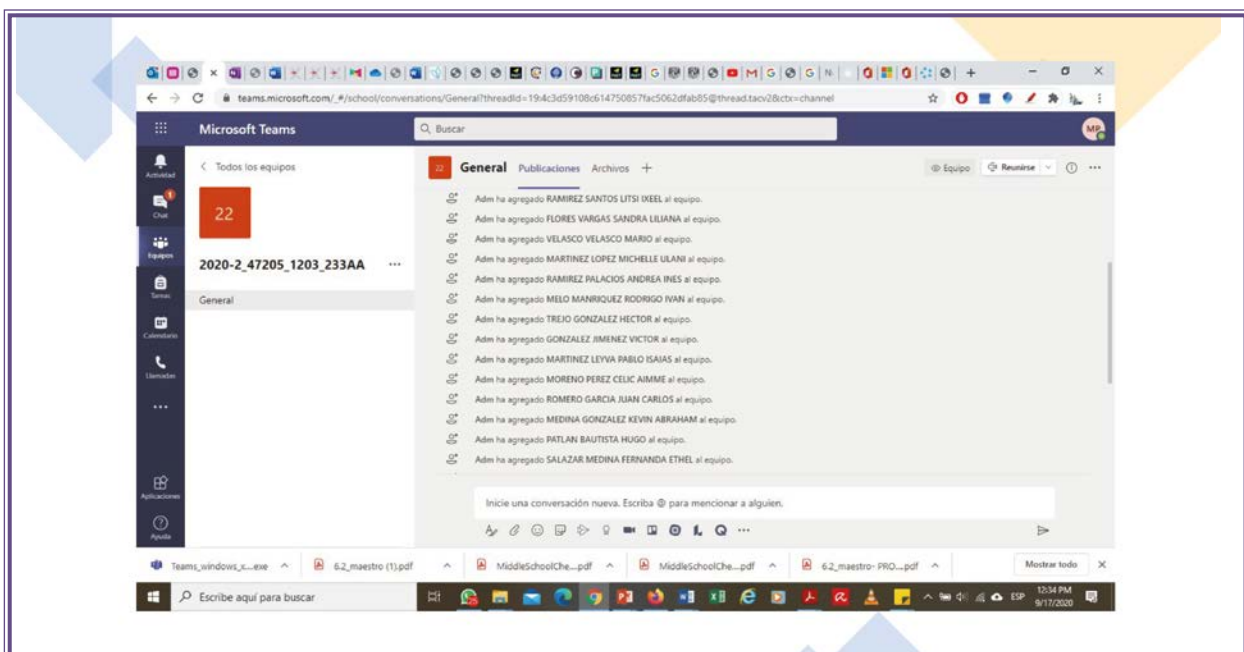 teams.microsoft.com/_#/school/conversations/General?threadId=19:4c3d59108c614750857fac5062dfab85@thread.tacv2&ctx=channel
Microsoft Teams
Buscar
MP
Actividad
Todos los equipos
22 General Publicaciones Archivos +
Equipo
Reunirse
1
Chat
22
Equipos
2020-2_47205_1203_233AA ...
General
Tareas
Calendario
Llamadas
Adm ha agregado RAMIREZ SANTOS LITSI IXEEL al equipo.
Adm ha agregado FLORES VARGAS SANDRA LILIANA al equipo.
Adm ha agregado VELASCO VELASCO MARIO al equipo.
Adm ha agregado MARTINEZ LOPEZ MICHELLE ULANI al equipo.
Adm ha agregado RAMIREZ PALACIOS ANDREA INES al equipo.
Adm ha agregado MELO MANRIQUEZ RODRIGO IVAN al equipo.
Adm ha agregado TREJO GONZALEZ HECTOR al equipo.
Adm ha agregado GONZALEZ JIMENEZ VICTOR al equipo.
Adm ha agregado MARTINEZ LEYVA PABLO ISAIAS al equipo.
Adm ha agregado MORENO PEREZ CELIC AIMME al equipo.
Adm ha agregado ROMERO GARCIA JUAN CARLOS al equipo.
Adm ha agregado MEDINA GONZALEZ KEVIN ABRAHAM al equipo.
Adm ha agregado PATLAN BAUTISTA HUGO al equipo.
Adm ha agregado SALAZAR MEDINA FERNANDA ETHEL al equipo.
Aplicaciones
Ayuda
Inicie una conversación nueva. Escriba @ para mencionar a alguien.
Teams_windows_x....exe
6.2_maestro (1).pdf
MiddleSchoolChe....pdf
MiddleSchoolChe....pdf
6.2_maestro- PRO....pdf
Mostrar todo
Escribe aquí para buscar
ESP
12:34 PM
9/17/2020